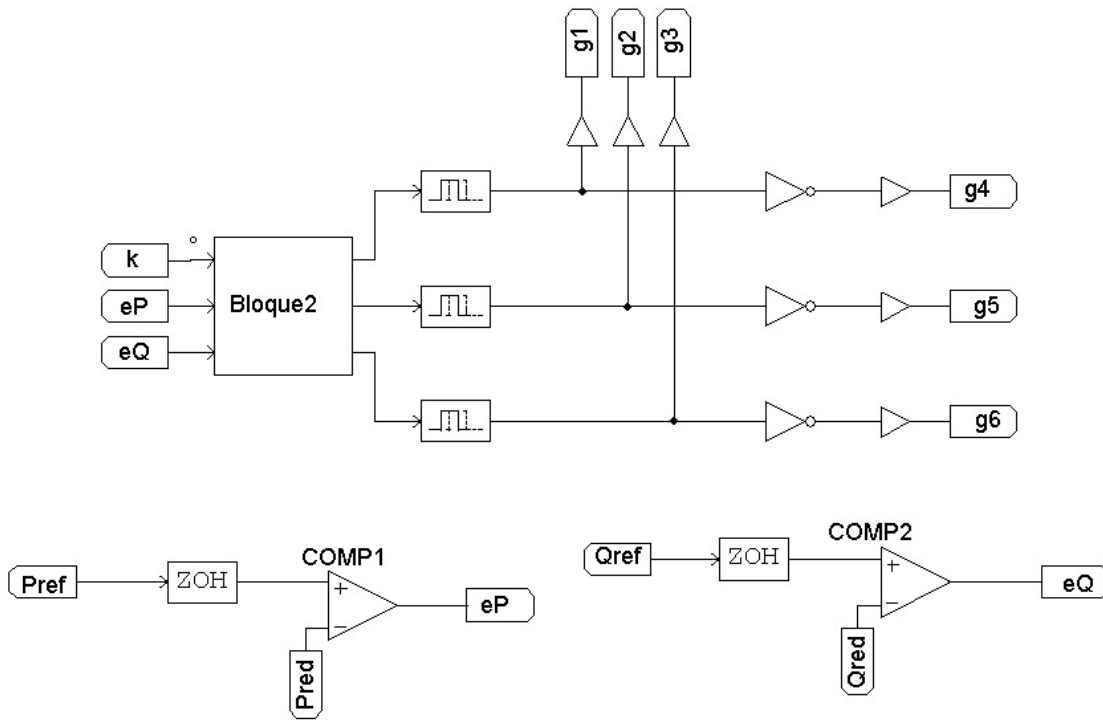 g1
g2
g3
g4
k
eP
Bloque2
g5
eQ
g6
COMP1
Pref
ZOH
+
−
eP
Pred
COMP2
Qref
ZOH
+
−
eQ
Qred